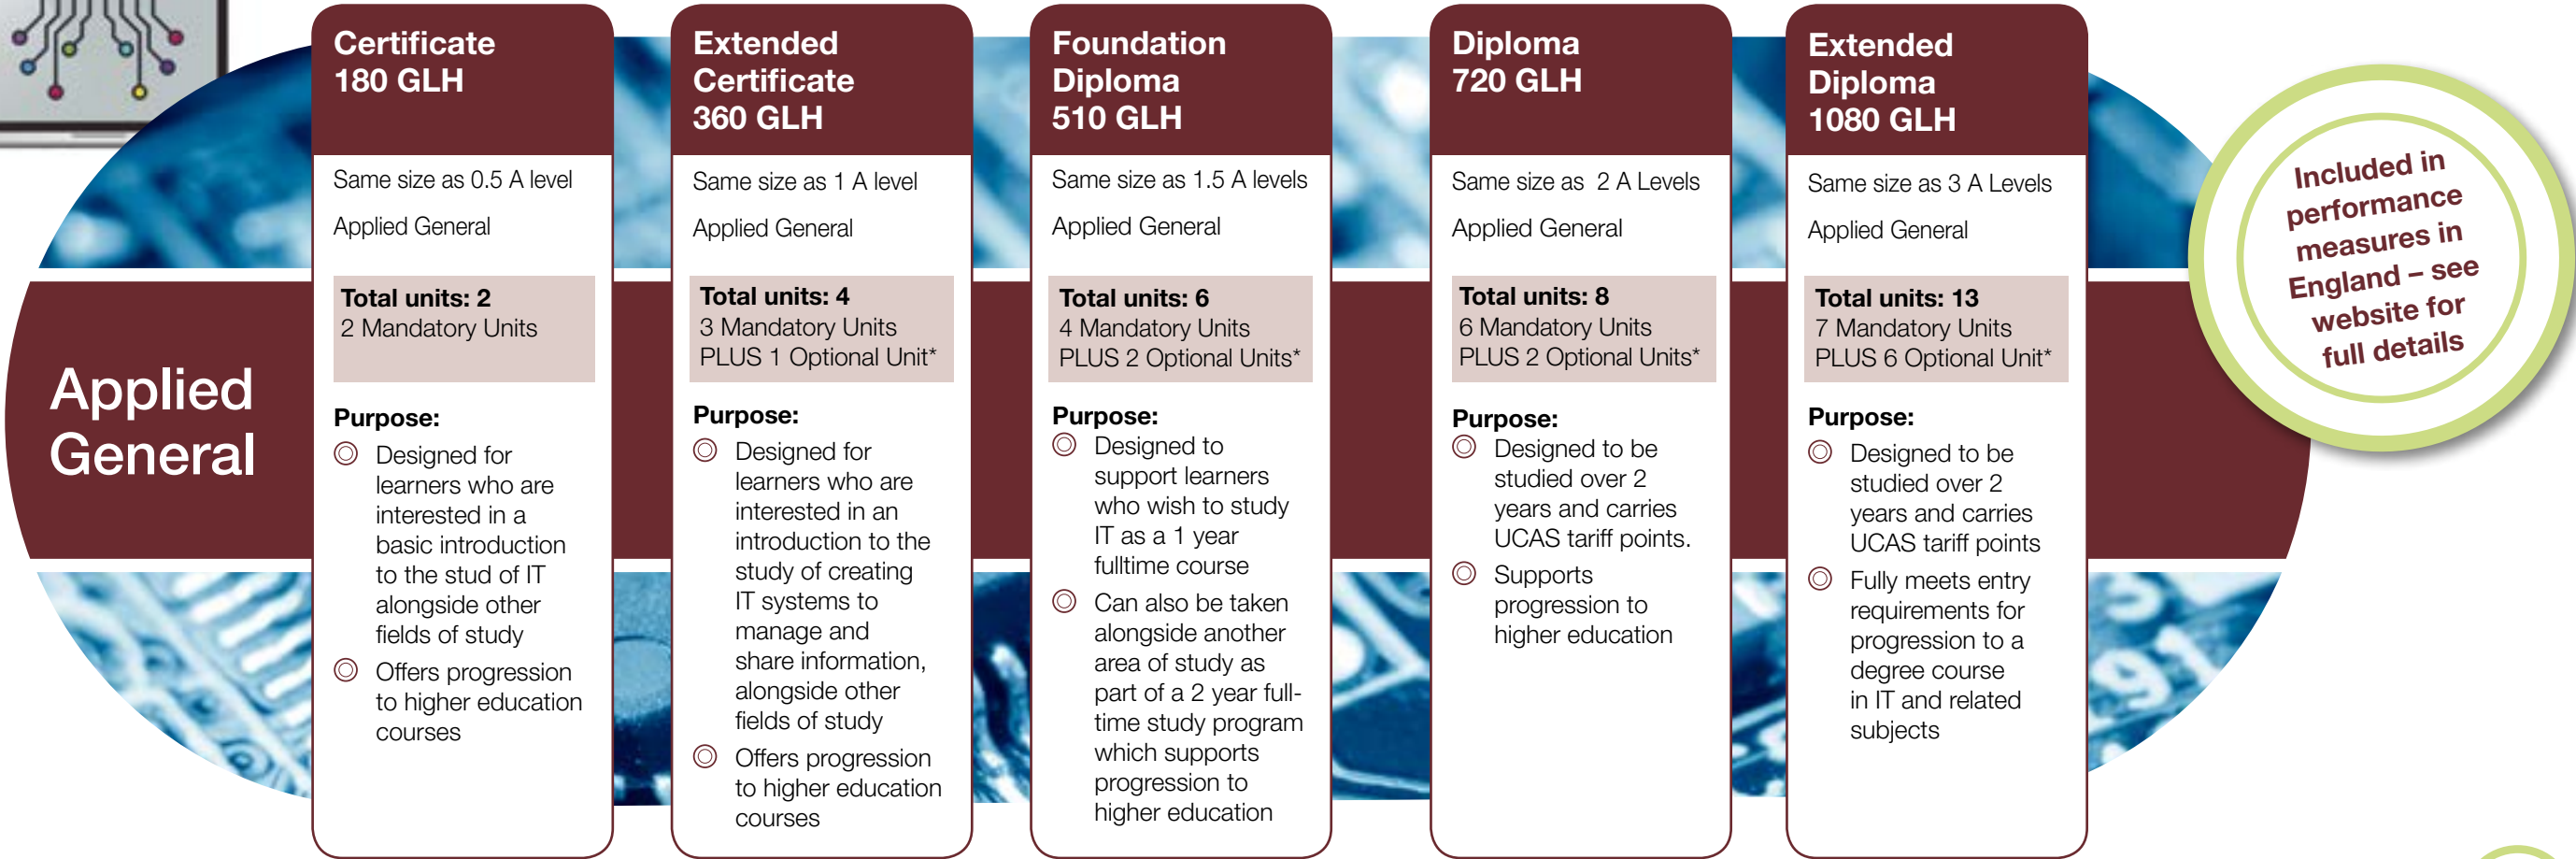 Applied
General
Certificate
180 GLH
Same size as 0.5 A level
Applied General
Total units: 2
2 Mandatory Units
Purpose:
Designed for
learners who are
interested in a
basic introduction
to the stud of IT
alongside other
fields of study
Offers progression
to higher education
courses
Extended
Certificate
360 GLH
Same size as 1 A level
Applied General
Total units: 4
3 Mandatory Units
PLUS 1 Optional Unit*
Purpose:
Designed for
learners who are
interested in an
introduction to the
study of creating
IT systems to
manage and
share information,
alongside other
fields of study
Offers progression
to higher education
courses
Foundation
Diploma
510 GLH
Same size as 1.5 A levels
Applied General
Total units: 6
4 Mandatory Units
PLUS 2 Optional Units*
Purpose:
Designed to
support learners
who wish to study
IT as a 1 year
fulltime course
Can also be taken
alongside another
area of study as
part of a 2 year full-
time study program
which supports
progression to
higher education
Diploma
720 GLH
Same size as 2 A Levels
Applied General
Total units: 8
6 Mandatory Units
PLUS 2 Optional Units*
Purpose:
Designed to be
studied over 2
years and carries
UCAS tariff points.
Supports
progression to
higher education
Extended
Diploma
1080 GLH
Same size as 3 A Levels
Applied General
Total units: 13
7 Mandatory Units
PLUS 6 Optional Unit*
Purpose:
Designed to be
studied over 2
years and carries
UCAS tariff points
Fully meets entry
requirements for
progression to a
degree course
in IT and related
subjects
Included in
performance
measures in
England – see
website for
full details